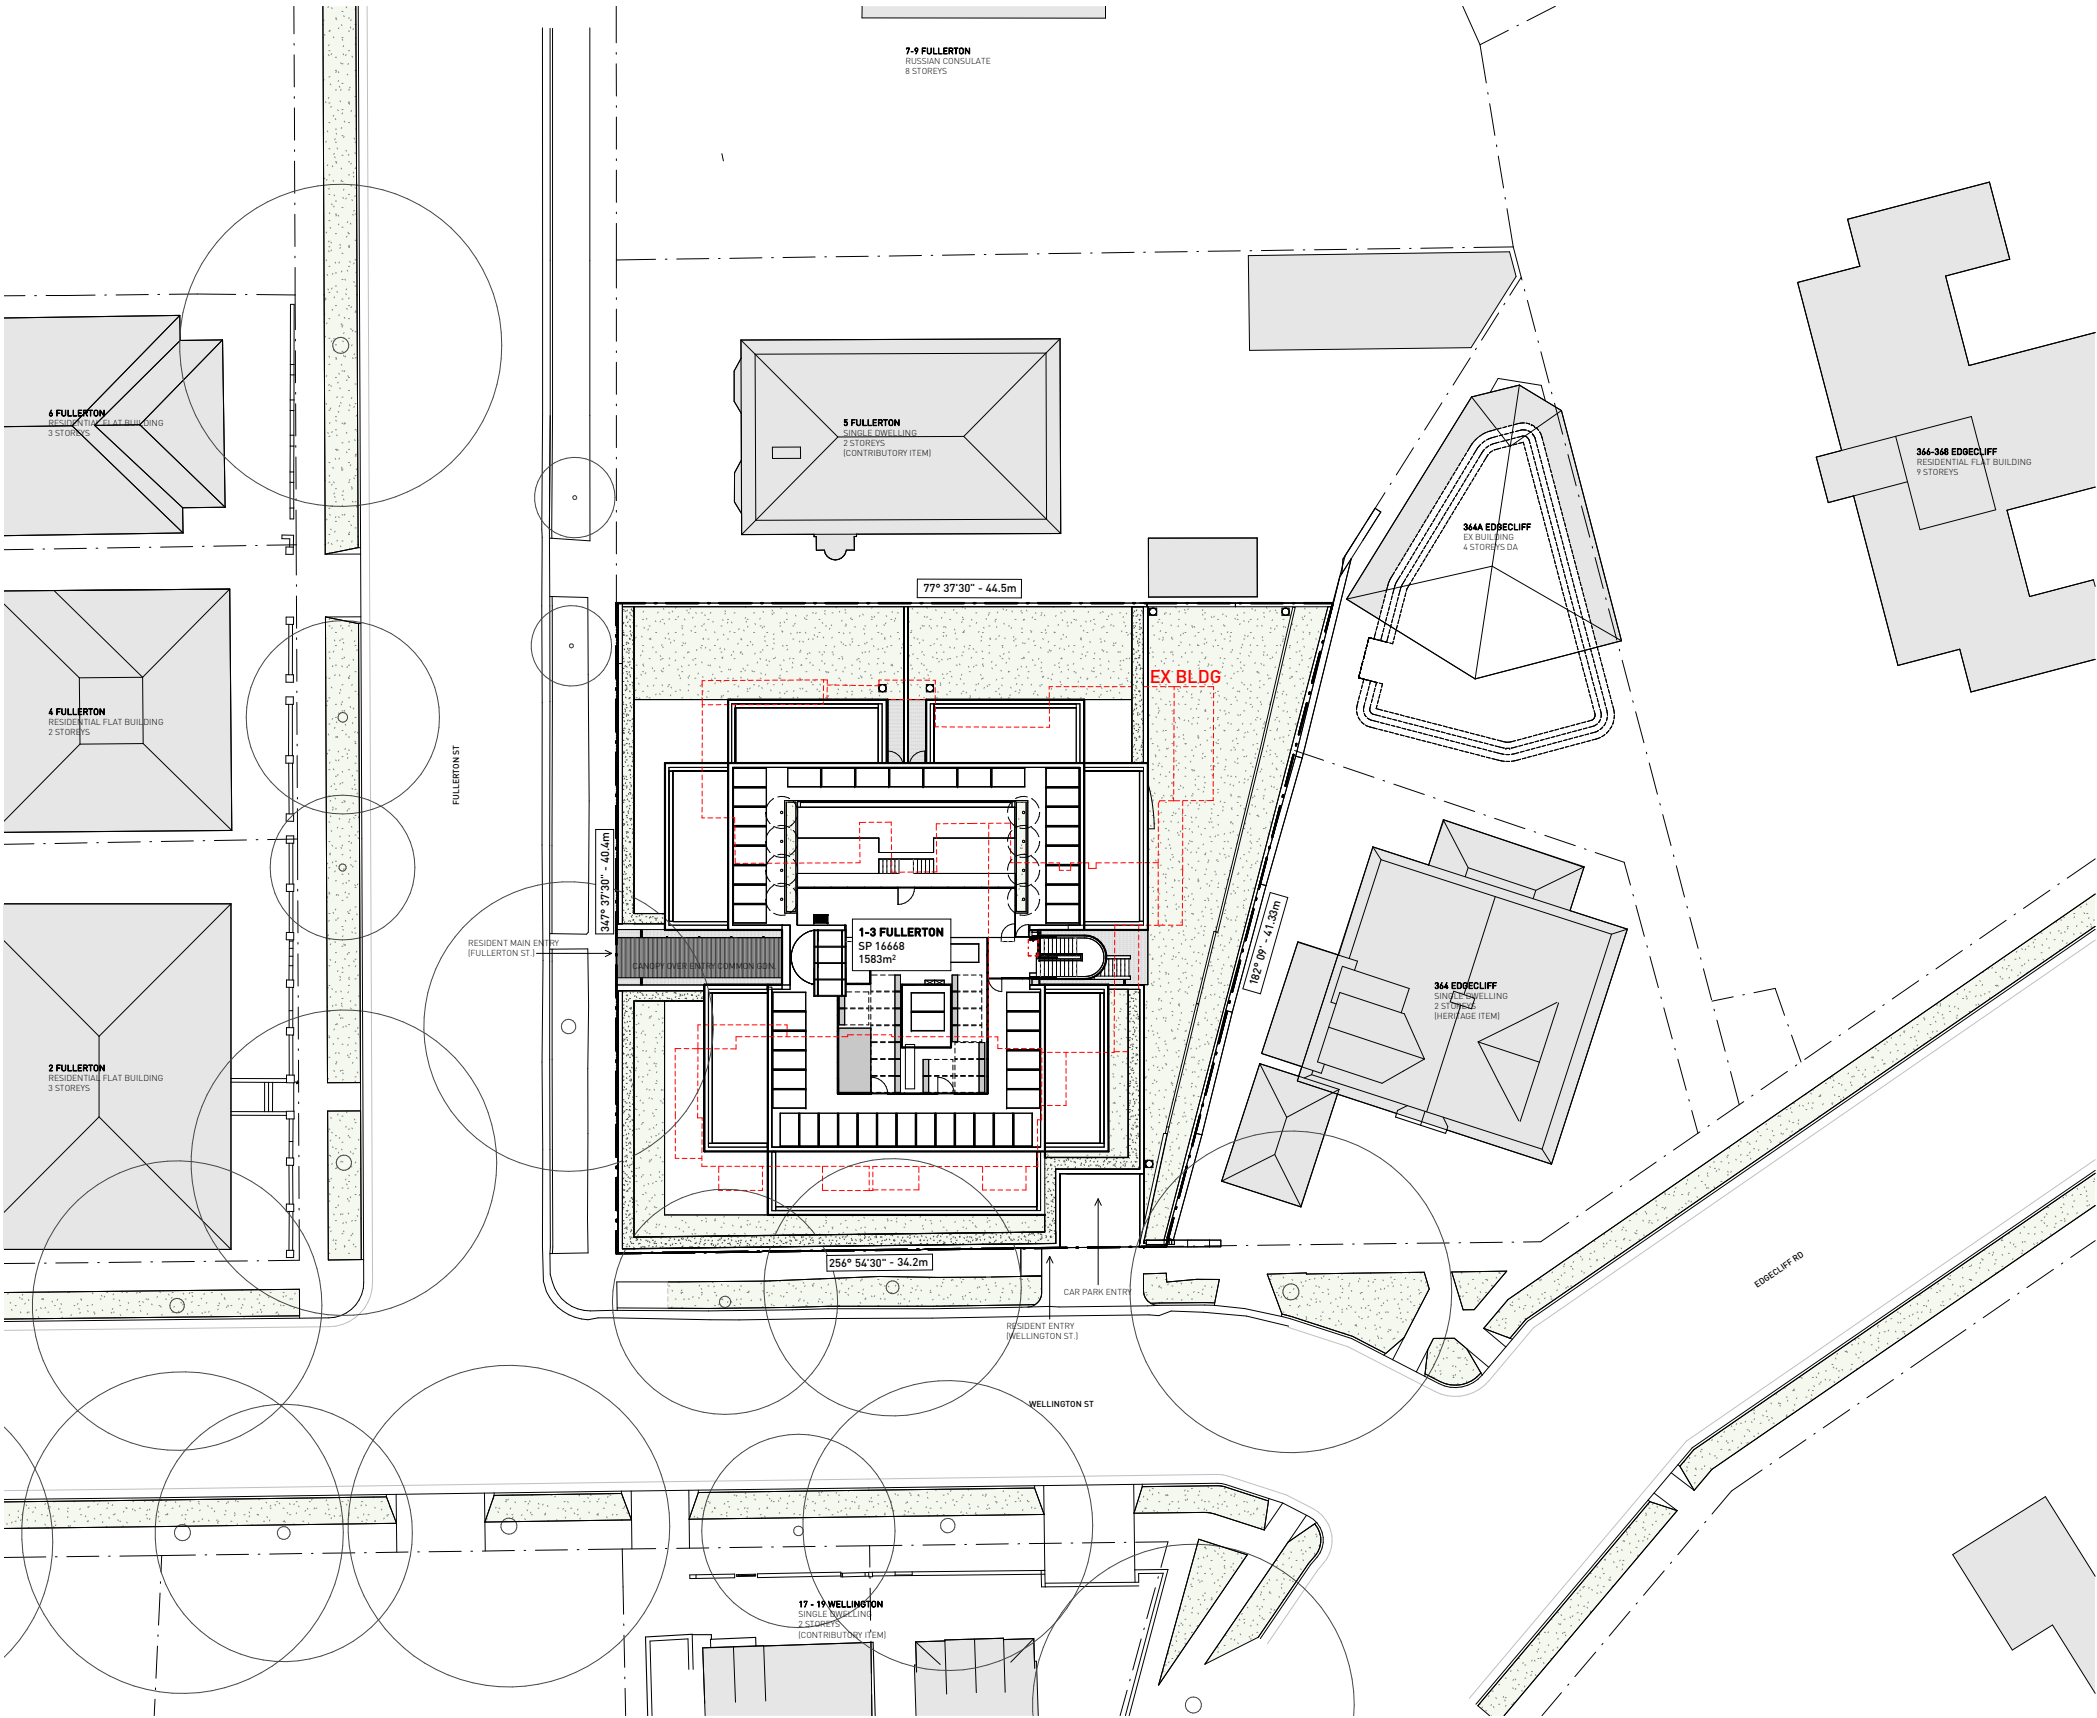 7-9 FULLERTON
RUSSIAN CONSULATE
8 STOREYS
6 FULLERTON
RESIDENTIAL FLAT BUILDING
3 STOREYS
5 FULLERTON
SINGLE DWELLING
2 STOREYS
(CONTRIBUTORY ITEM)
366-368 EDGECLIFF
RESIDENTIAL FLAT BUILDING
9 STOREYS
364A EDGECLIFF
EX BUILDING
4 STOREYS DA
77° 37'30" - 44.5m
EX BLDG
4 FULLERTON
RESIDENTIAL FLAT BUILDING
2 STOREYS
FULLERTON ST
347° 37'30" - 40.4m
RESIDENT MAIN ENTRY
(FULLERTON ST.)
CANOPY OVER ENTRY COMMON GDN.
1-3 FULLERTON
SP 16668
1583m²
182° 09' - 41.33m
364 EDGECLIFF
SINGLE DWELLING
2 STOREYS
(HERITAGE ITEM)
2 FULLERTON
RESIDENTIAL FLAT BUILDING
3 STOREYS
256° 54'30" - 34.2m
CAR PARK ENTRY
RESIDENT ENTRY
(WELLINGTON ST.)
EDGECLIFF RD
WELLINGTON ST
17 - 19 WELLINGTON
SINGLE DWELLING
2 STOREYS
(CONTRIBUTORY ITEM)